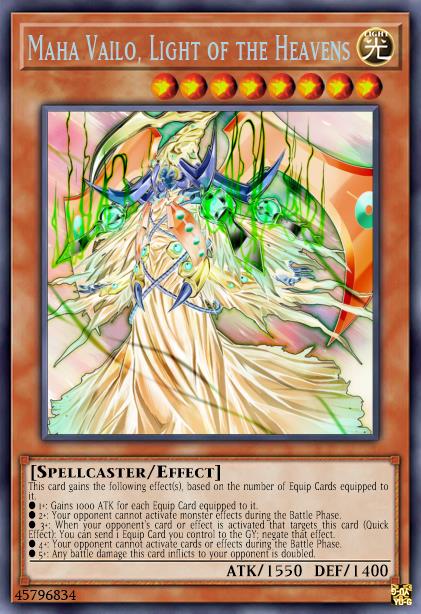 MAHA VAILO, LIGHT OF THE HEAVENS
LIGHT
光
[SPELLCASTER/EFFECT]
This card gains the following effect(s), based on the number of Equip Cards equipped to
it.
● 1+: Gains 1000 ATK for each Equip Card equipped to it.
● 2+: Your opponent cannot activate monster effects during the Battle Phase.
● 3+: When your opponent's card or effect is activated that targets this card (Quick
Effect): You can send 1 Equip Card you control to the GY; negate that effect.
● 4+: Your opponent cannot activate cards or effects during the Battle Phase.
● 5+: Any battle damage this card inflicts to your opponent is doubled.
ATK/1550 DEF/1400
45796834